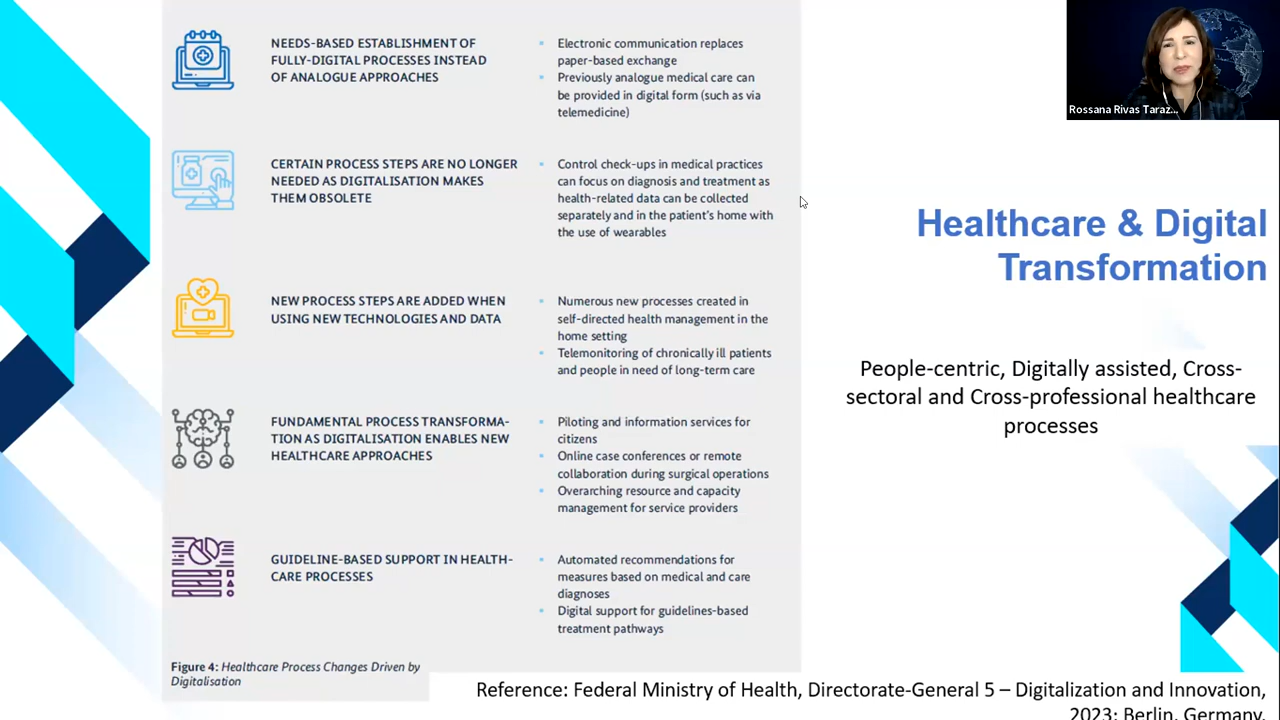 NEEDS-BASED ESTABLISHMENT OF
FULLY-DIGITAL PROCESSES INSTEAD
OF ANALOGUE APPROACHES
Electronic communication replaces
paper-based exchange
Previously analogue medical care can
be provided in digital form (such as via
telemedicine)
CERTAIN PROCESS STEPS ARE NO LONGER
NEEDED AS DIGITALISATION MAKES
THEM OBSOLETE
Control check-ups in medical practices
can focus on diagnosis and treatment as
health-related data can be collected
separately and in the patient's home with
the use of wearables
NEW PROCESS STEPS ARE ADDED WHEN
USING NEW TECHNOLOGIES AND DATA
Numerous new processes created in
self-directed health management in the
home setting
Telemonitoring of chronically ill patients
and people in need of long-term care
FUNDAMENTAL PROCESS TRANSFORMA-
TION AS DIGITALISATION ENABLES NEW
HEALTHCARE APPROACHES
Piloting and information services for
citizens
Online case conferences or remote
collaboration during surgical operations
Overarching resource and capacity
management for service providers
GUIDELINE-BASED SUPPORT IN HEALTH-
CARE PROCESSES
Automated recommendations for
measures based on medical and care
diagnoses
Digital support for guidelines-based
treatment pathways
Figure 4: Healthcare Process Changes Driven by
Digitalisation
Rossana Rivas Taraz...
Healthcare & Digital
Transformation
People-centric, Digitally assisted, Cross-
sectoral and Cross-professional healthcare
processes
Reference: Federal Ministry of Health, Directorate-General 5 – Digitalization and Innovation,
2023; Berlin, Germany.